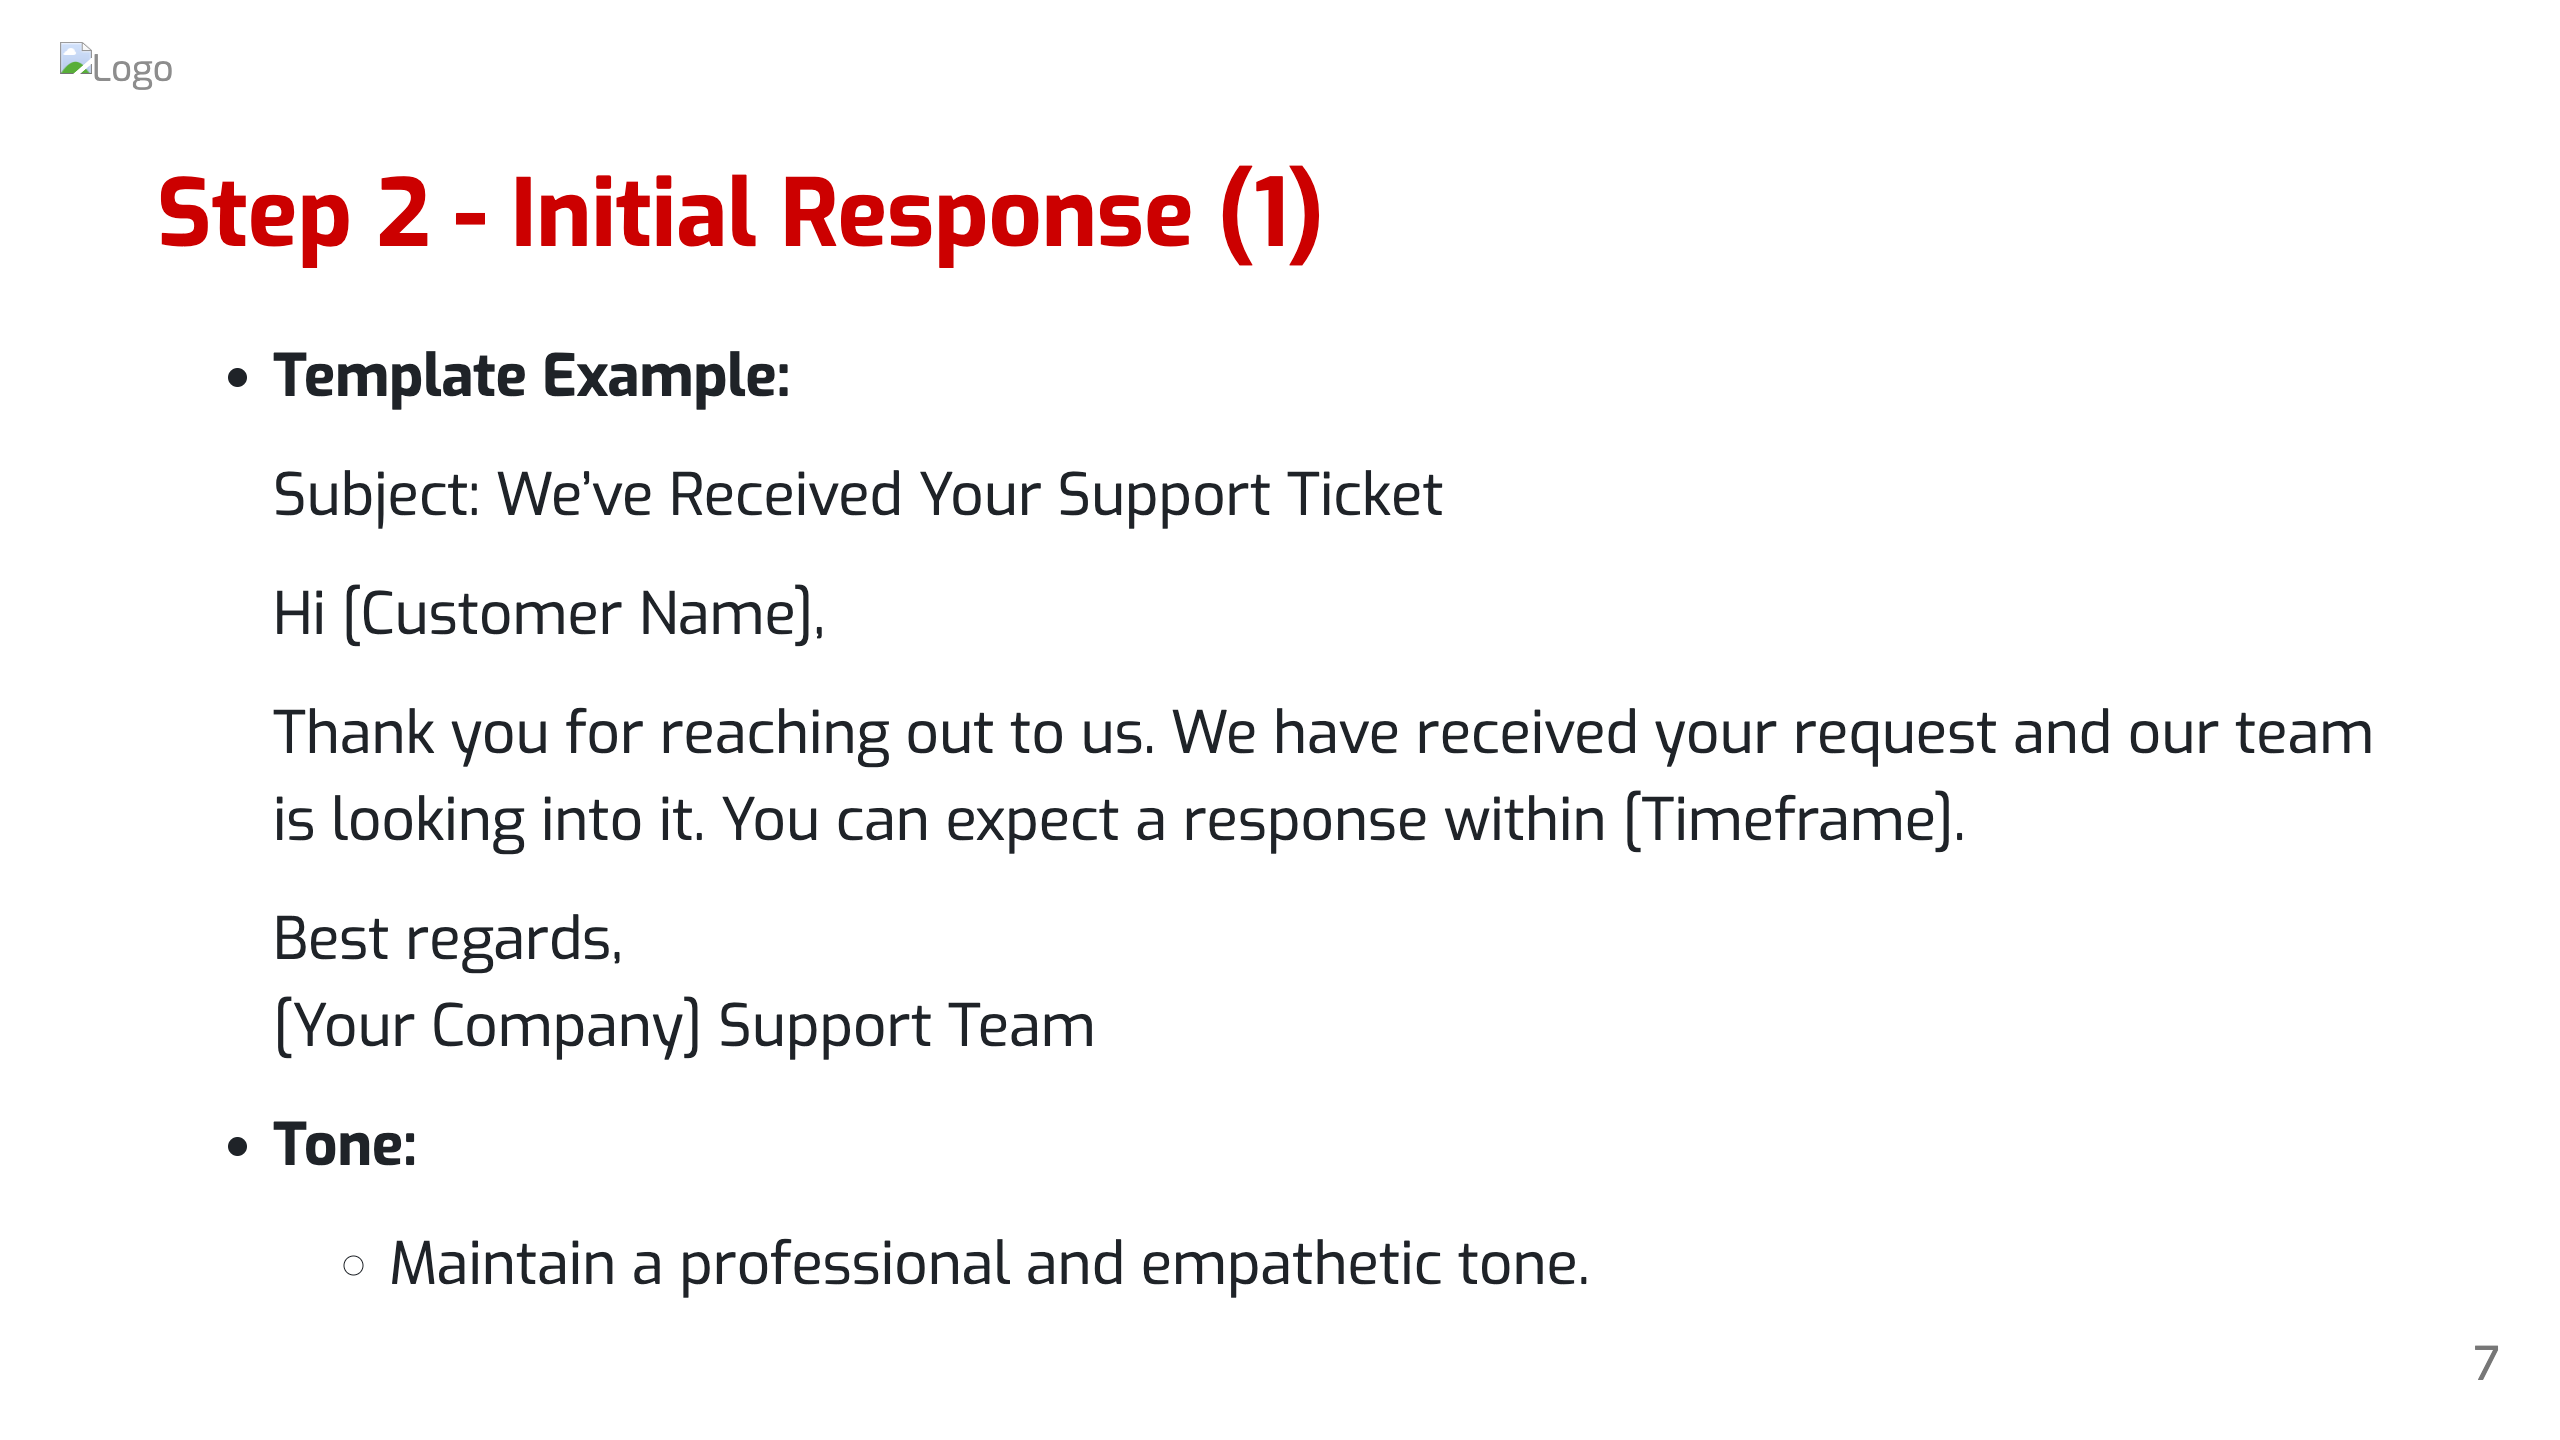 Logo
Step 2 - Initial Response (1)
• Template Example:
Subject: We’ve Received Your Support Ticket
Hi [Customer Name],
Thank you for reaching out to us. We have received your request and our team
is looking into it. You can expect a response within [Timeframe].
Best regards,
[Your Company] Support Team
• Tone:
○ Maintain a professional and empathetic tone.
7